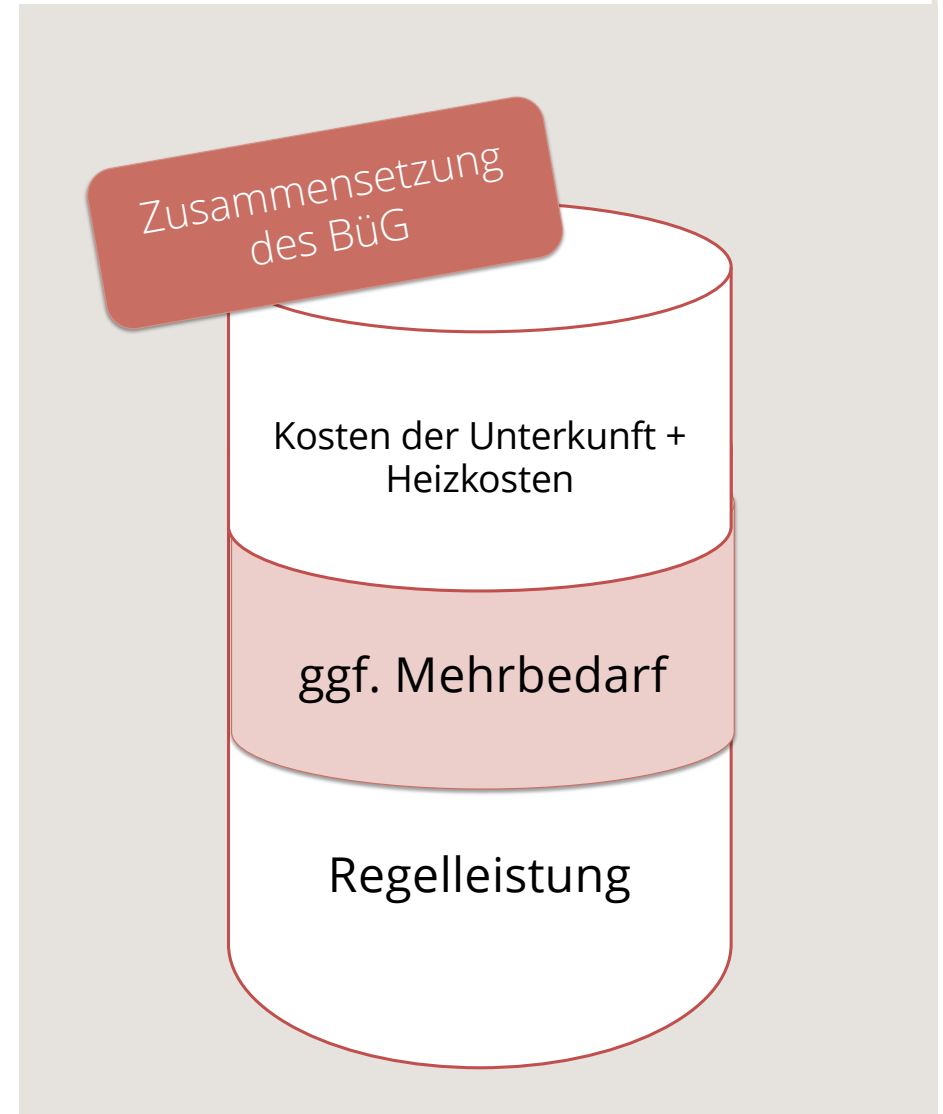 Zusammensetzung
des BüG
Kosten der Unterkunft +
Heizkosten
ggf. Mehrbedarf
Regelleistung